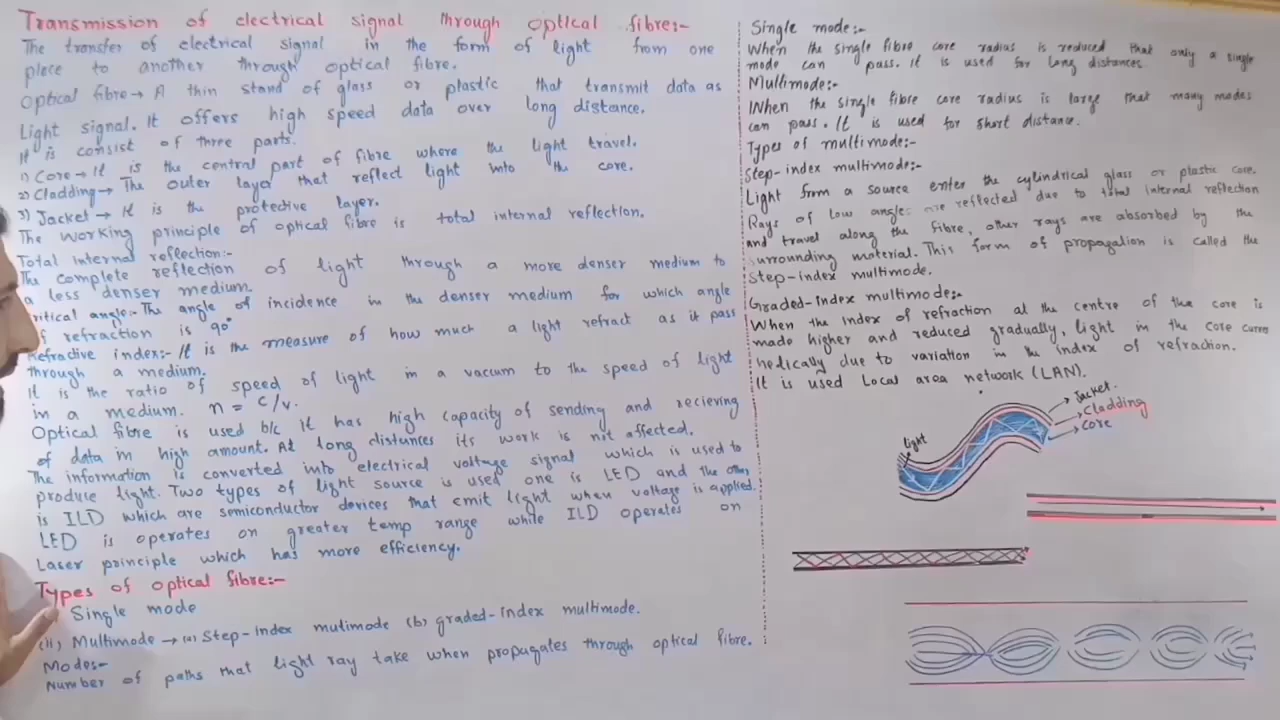 Transmission of electrical signal through optical fibre:-
The transfer of electrical signal in the form of light from one
place to another through optical fibre.
Optical fibre → A thin stand of glass or plastic that transmit data as
Light signal. It offers high speed data over long distance.
It is consist of three parts.
1) Core → It is the central part of fibre where the light travel.
2) Cladding → The outer layer that reflect light into the core.
3) Jacket → It is the protective layer.
The working principle of optical fibre is total internal reflection.
Total internal reflection:-
The complete reflection of light through a more denser medium to
a less denser medium.
ritical angle:- The angle of incidence in the denser medium for which angle
of refraction is 90°
Refractive index:- It is the measure of how much a light refract as it pass
through a medium.
It is the ratio of speed of light in a vacum to the speed of light
in a medium. n = c/v.
Optical fibre is used b/c it has high capacity of sending and recieving
of data in high amount. At long distances its work is not affected.
The information is converted into electrical voltage signal which is used to
produce light. Two types of light source is used one is LED and the other
is ILD which are semiconductor devices that emit light when voltage is applied.
LED is operates on greater temp range while ILD operates on
Laser principle which has more efficiency.
Types of optical fibre:-
Single mode
(ii) Multimode → (a) Step-index mutimode (b) graded-index multimode.
Modes-
Number of paths that light ray take when propagates through optical fibre.
Single mode:-
When the single fibre core radius is reduced that only a single
mode can pass. It is used for long distances.
Multimode:-
When the single fibre core radius is large that many modes
can pass. It is used for short distance.
Types of multimode:-
Step-index multimode:-
Light from a source enter the cylindrical glass or plastic core.
Rays of low angles are reflected due to total internal reflection
and travel along the fibre, other rays are absorbed by the
surrounding material. This form of propagation is called the
step-index multimode.
Graded-index multimode:-
When the index of refraction at the centre of the core is
made higher and reduced gradually, light in the core curve
helically due to variation in the index of refraction.
It is used Local area network (LAN).
Jacket.
Cladding
Core
light